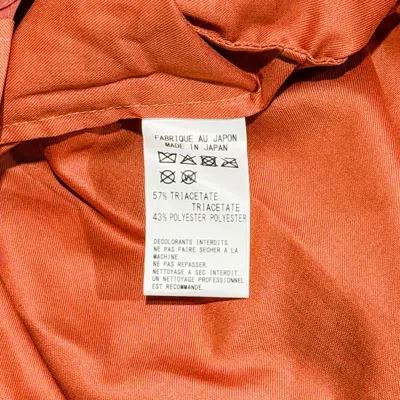 FABRIQUE AU JAPON
MADE IN JAPAN
57% TRIACETATE
TRIACETATE
43% POLYESTER POLYESTER
DECOLORANTS INTERDITS.
NE PAS FAIRE SECHER A LA
MACHINE.
NE PAS REPASSER
NETTOYAGE A SEC INTERDIT
UN NETTOYAGE PROFESSIONNEL
EST RECOMMANDE.